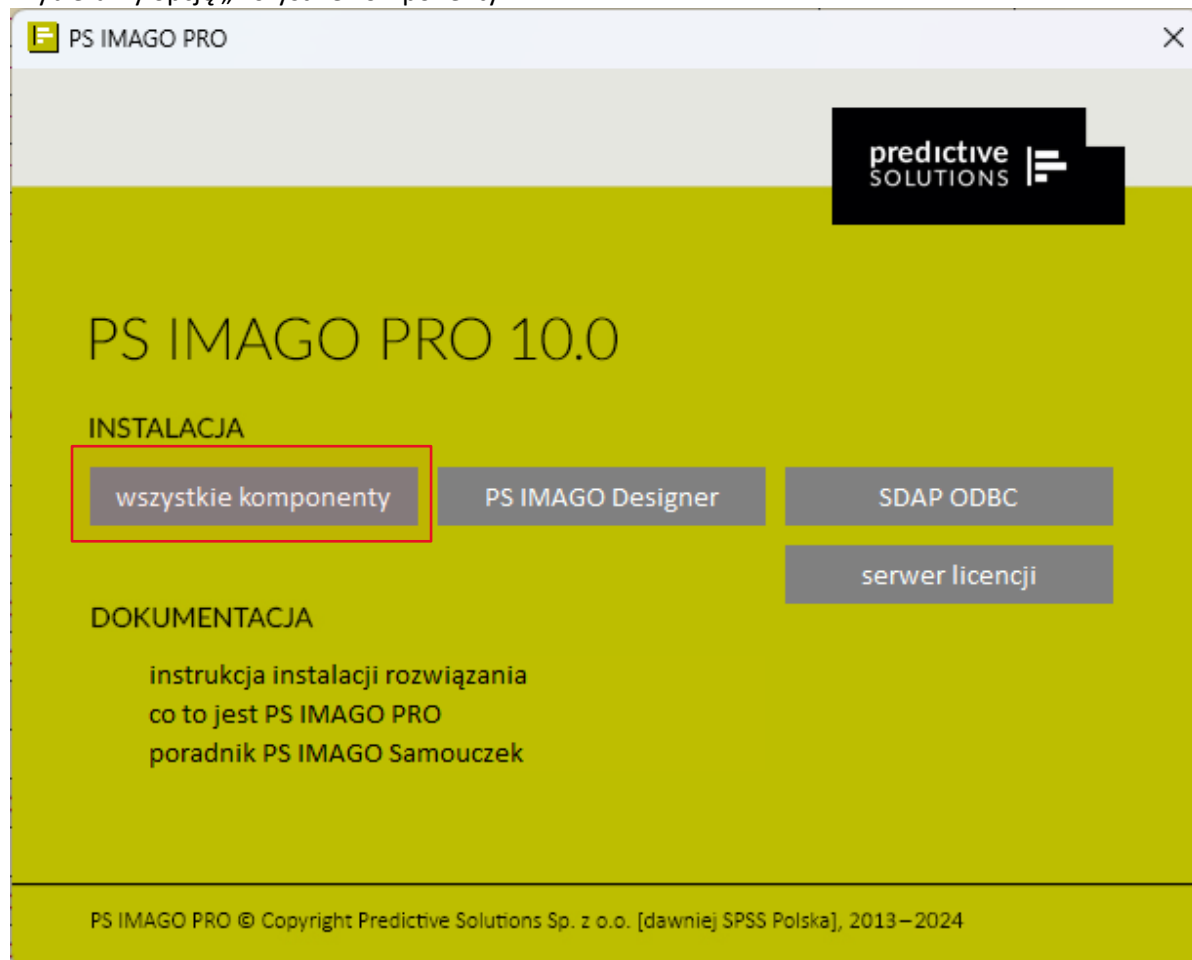 opcję „
PS IMAGO PRO
predictive
SOLUTIONS
PS IMAGO PRO 10.0
INSTALACJA
wszystkie komponenty
PS IMAGO Designer
SDAP ODBC
serwer licencji
DOKUMENTACJA
instrukcja instalacji rozwiązania
co to jest PS IMAGO PRO
poradnik PS IMAGO Samouczek
PS IMAGO PRO © Copyright Predictive Solutions Sp. z o.o. [dawniej SPSS Polska], 2013–2024